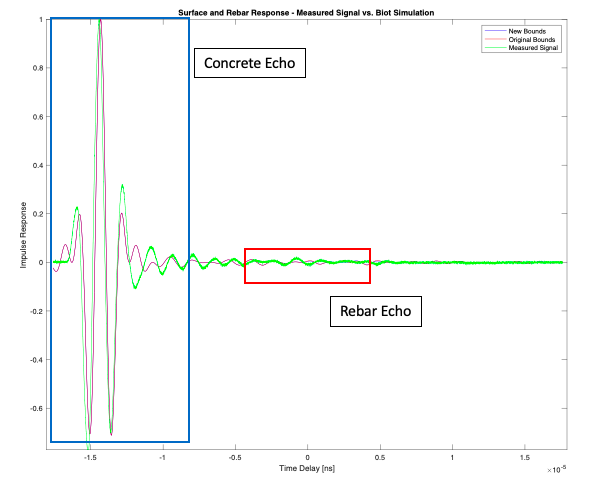 Surface and Rebar Response - Measured Signal vs. Biot Simulation
New Bounds
Original Bounds
Measured Signal
Concrete Echo
Rebar Echo
Impulse Response
1
0.8
0.6
0.4
0.2
0
-0.2
-0.4
-0.6
-1.5
-1
-0.5
0
0.5
1
1.5
Time Delay [ns]
×10⁻⁵